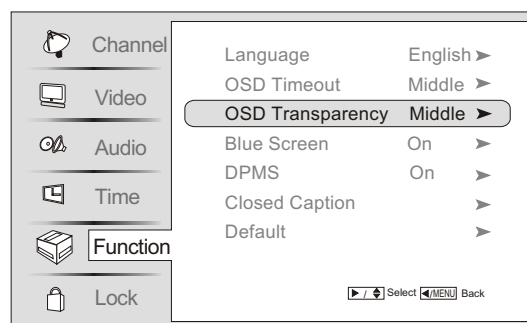 Channel
Video
Audio
Time
Function
Lock
Language English
OSD Timeout Middle
OSD Transparency Middle
Blue Screen On
DPMS On
Closed Caption
Default
/ Select /MENU Back